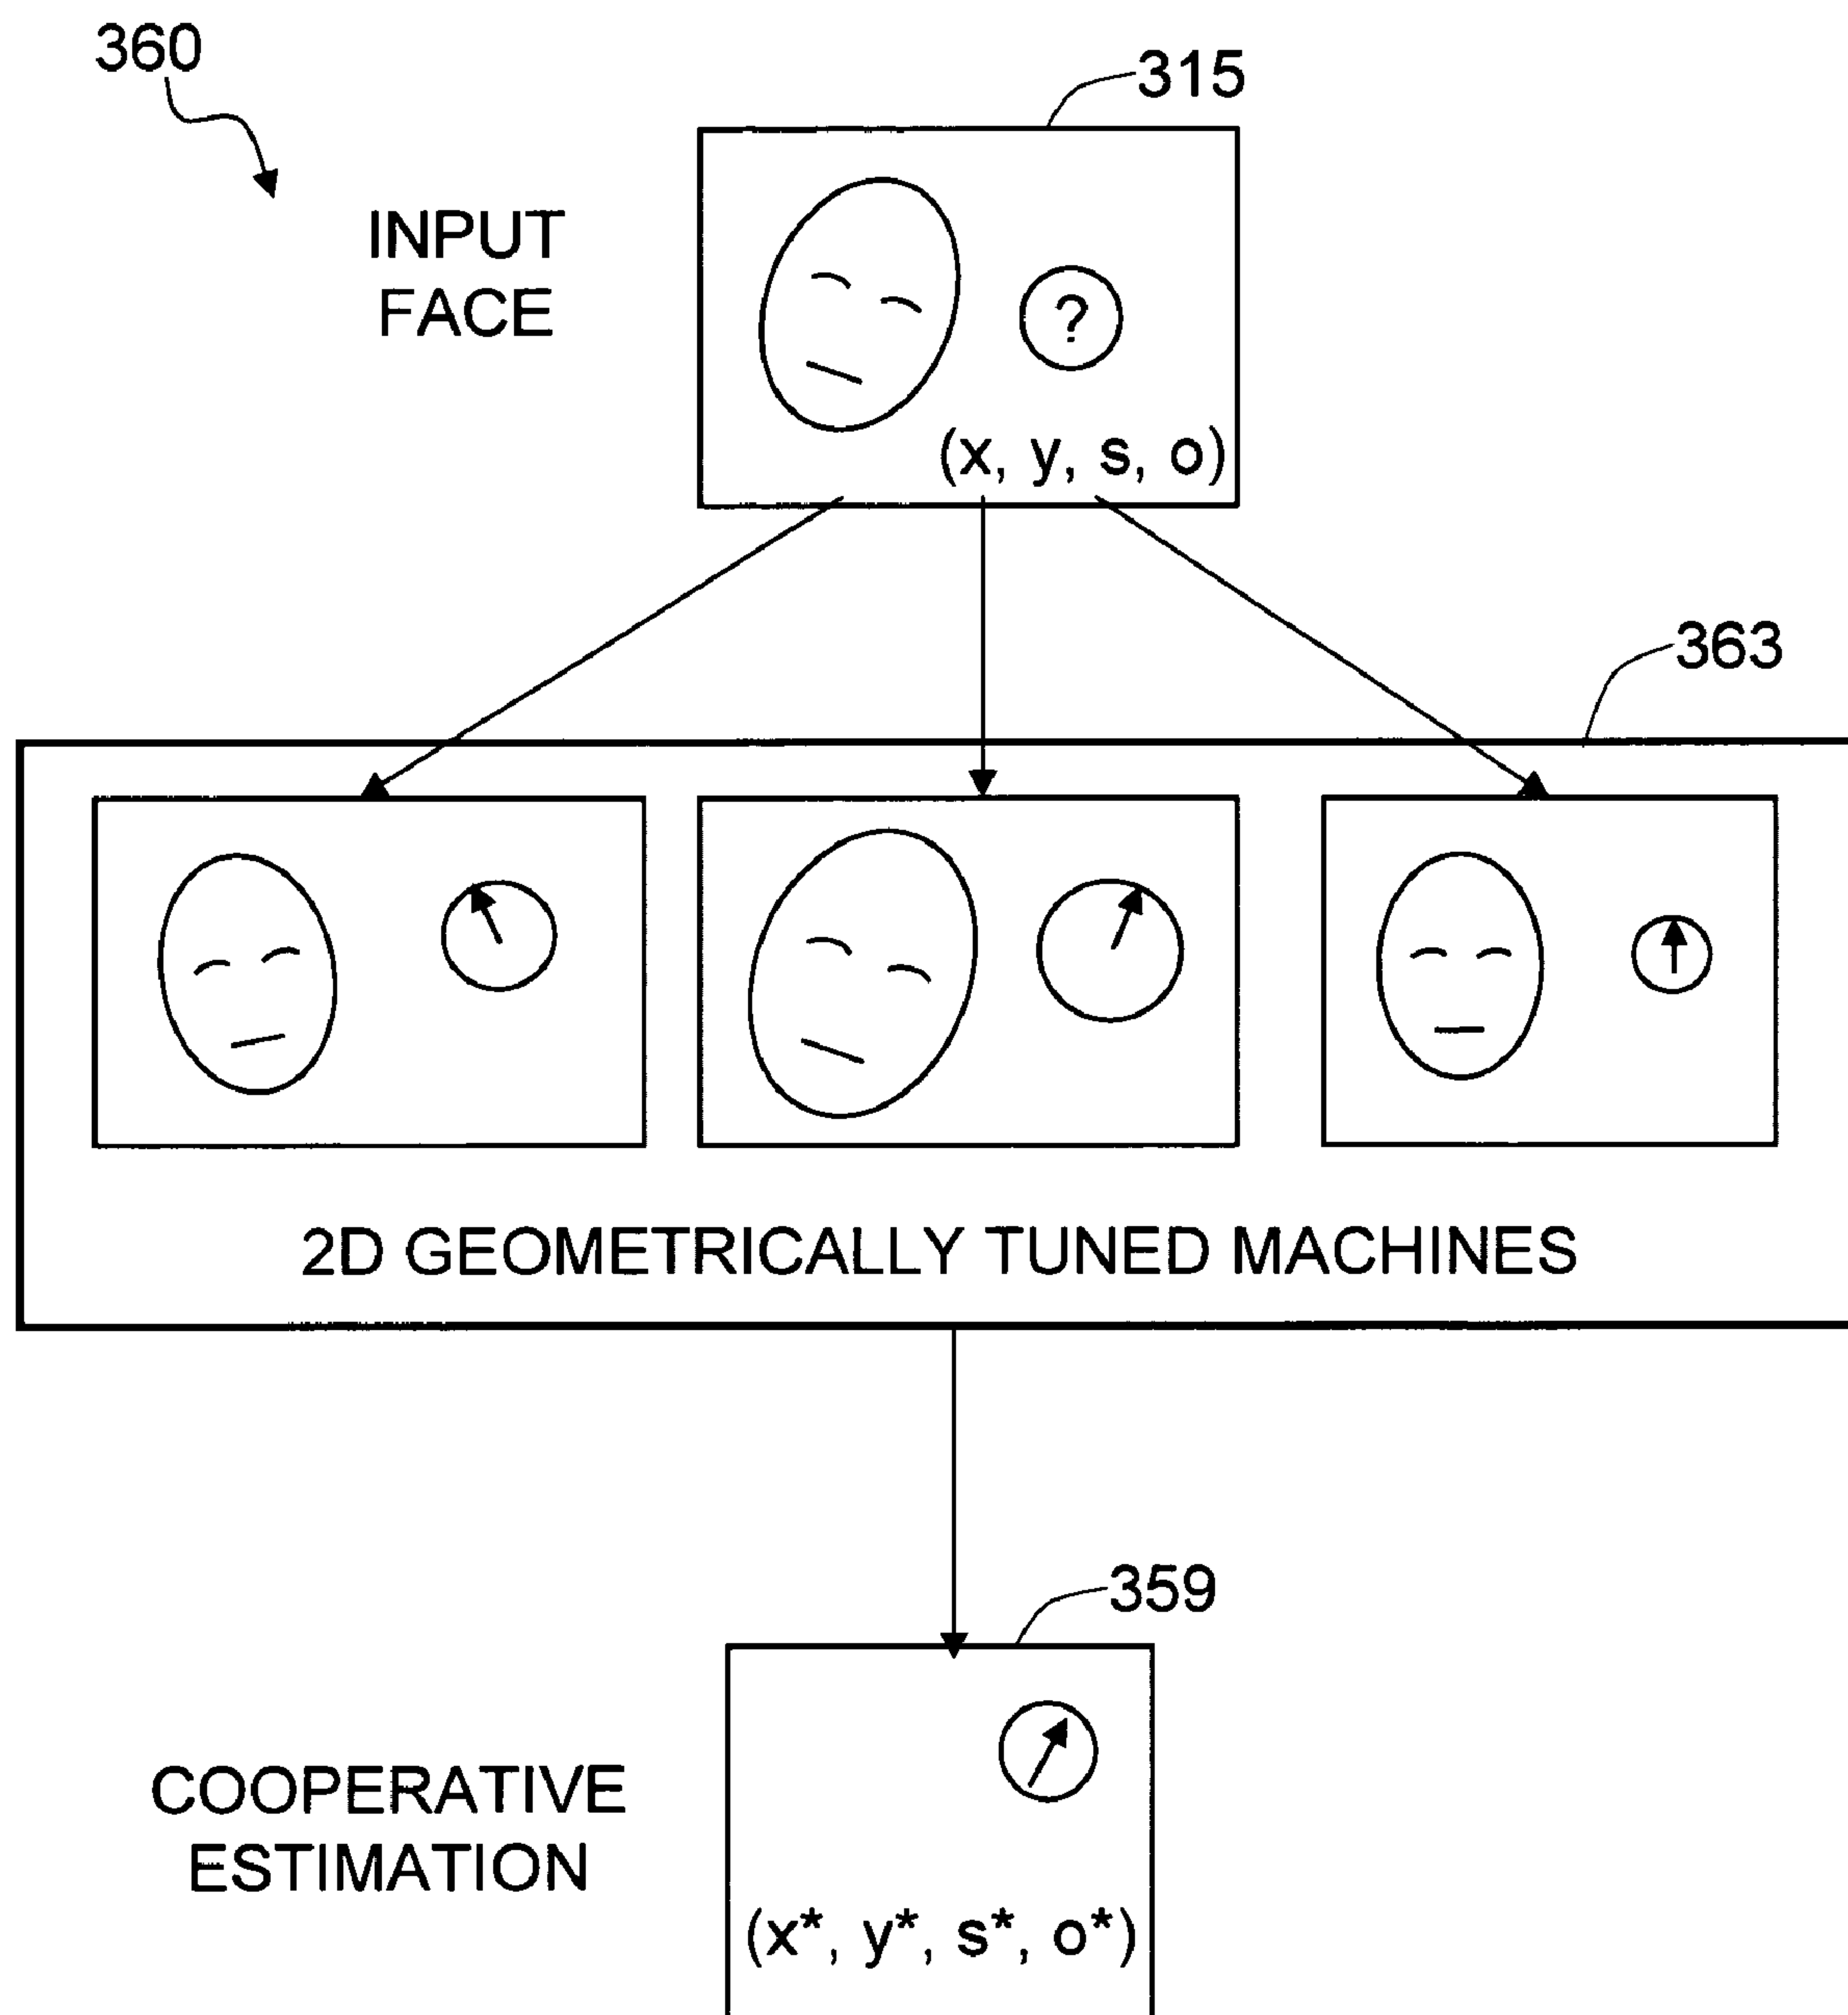 360
315
INPUT
FACE
?
(x, y, s, o)
363
2D GEOMETRICALLY TUNED MACHINES
359
COOPERATIVE
ESTIMATION
(x*, y*, s*, o*)